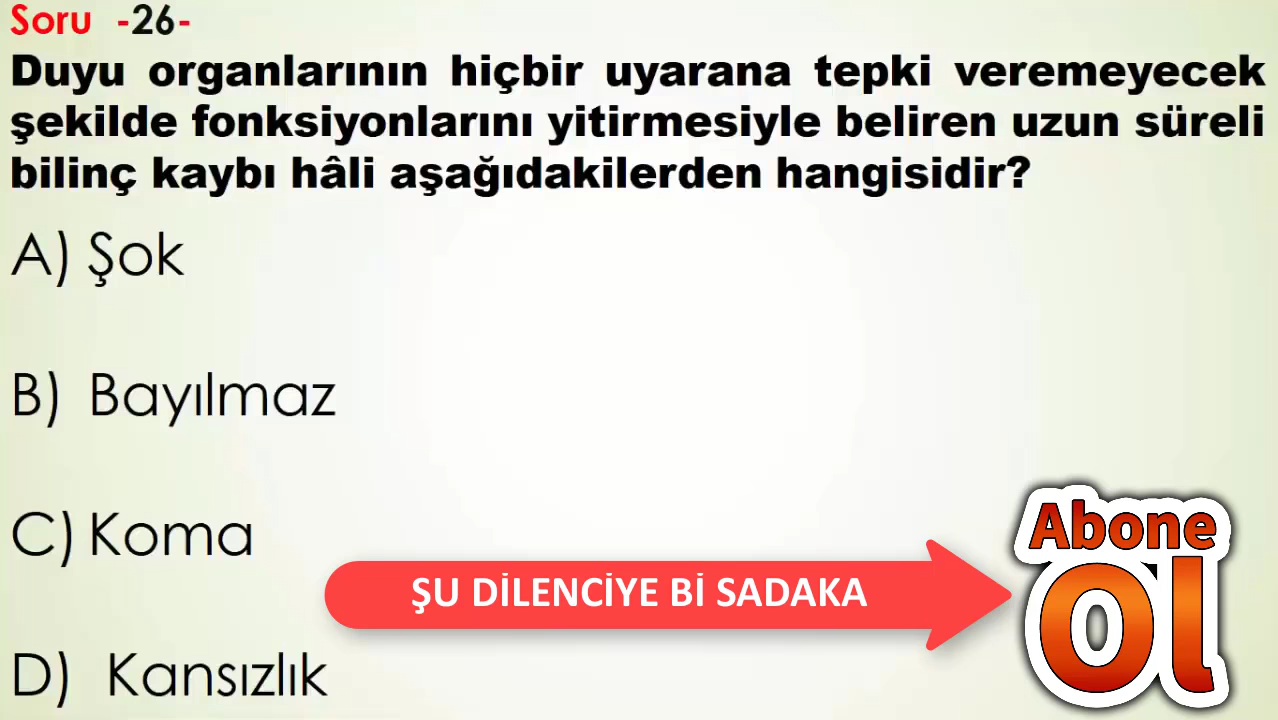 Soru -26-
Duyu organlarının hiçbir uyarana tepki veremeyecek
şekilde fonksiyonlarını yitirmesiyle beliren uzun süreli
bilinç kaybı hâli aşağıdakilerden hangisidir?
A) Şok
B) Bayılmaz
C) Koma
D) Kansızlık
ŞU DİLENCİYE Bİ SADAKA
Abone
Ol